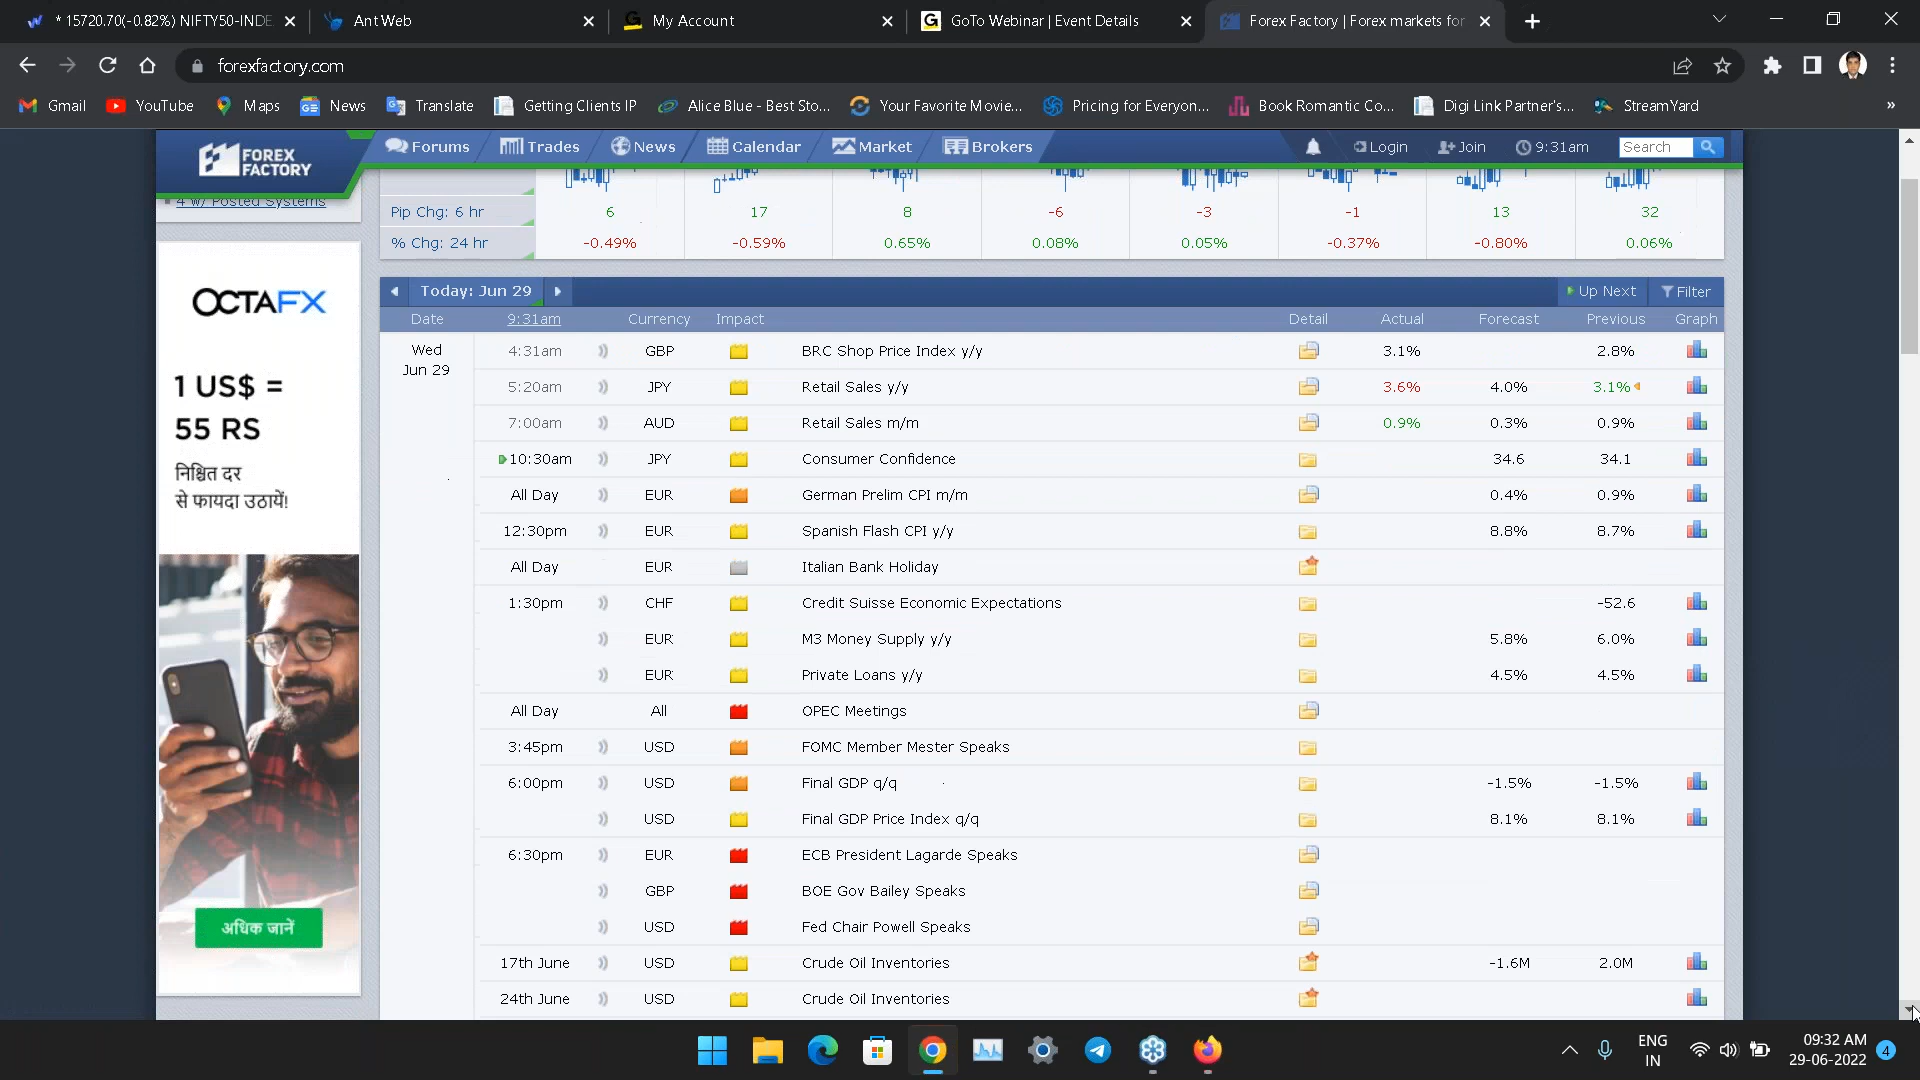 * 15720.70(-0.82%) NIFTY50-INDE
Ant Web
My Account
GoTo Webinar | Event Details
Forex Factory | Forex markets for
forexfactory.com
Gmail YouTube Maps News Translate Getting Clients IP Alice Blue - Best Sto... Your Favorite Movie... Pricing for Everyon... Book Romantic Co... Digi Link Partner's... StreamYard »
FOREX FACTORY
Forums Trades News Calendar Market Brokers Login Join 9:31am Search
4 w/ Posted Systems
Pip Chg: 6 hr 6 17 8 -6 -3 -1 13 32
% Chg: 24 hr -0.49% -0.59% 0.65% 0.08% 0.05% -0.37% -0.80% 0.06%
OCTAFX
1 US$ =
55 RS
निश्चित दर
से फायदा उठायें!
अधिक जानें
Today: Jun 29 Up Next Filter
Date 9:31am Currency Impact Detail Actual Forecast Previous Graph
Wed
Jun 29
4:31am GBP BRC Shop Price Index y/y 3.1% 2.8%
5:20am JPY Retail Sales y/y 3.6% 4.0% 3.1%
7:00am AUD Retail Sales m/m 0.9% 0.3% 0.9%
10:30am JPY Consumer Confidence 34.6 34.1
All Day EUR German Prelim CPI m/m 0.4% 0.9%
12:30pm EUR Spanish Flash CPI y/y 8.8% 8.7%
All Day EUR Italian Bank Holiday
1:30pm CHF Credit Suisse Economic Expectations -52.6
EUR M3 Money Supply y/y 5.8% 6.0%
EUR Private Loans y/y 4.5% 4.5%
All Day All OPEC Meetings
3:45pm USD FOMC Member Mester Speaks
6:00pm USD Final GDP q/q -1.5% -1.5%
USD Final GDP Price Index q/q 8.1% 8.1%
6:30pm EUR ECB President Lagarde Speaks
GBP BOE Gov Bailey Speaks
USD Fed Chair Powell Speaks
17th June USD Crude Oil Inventories -1.6M 2.0M
24th June USD Crude Oil Inventories
ENG
IN
09:32 AM
29-06-2022
4